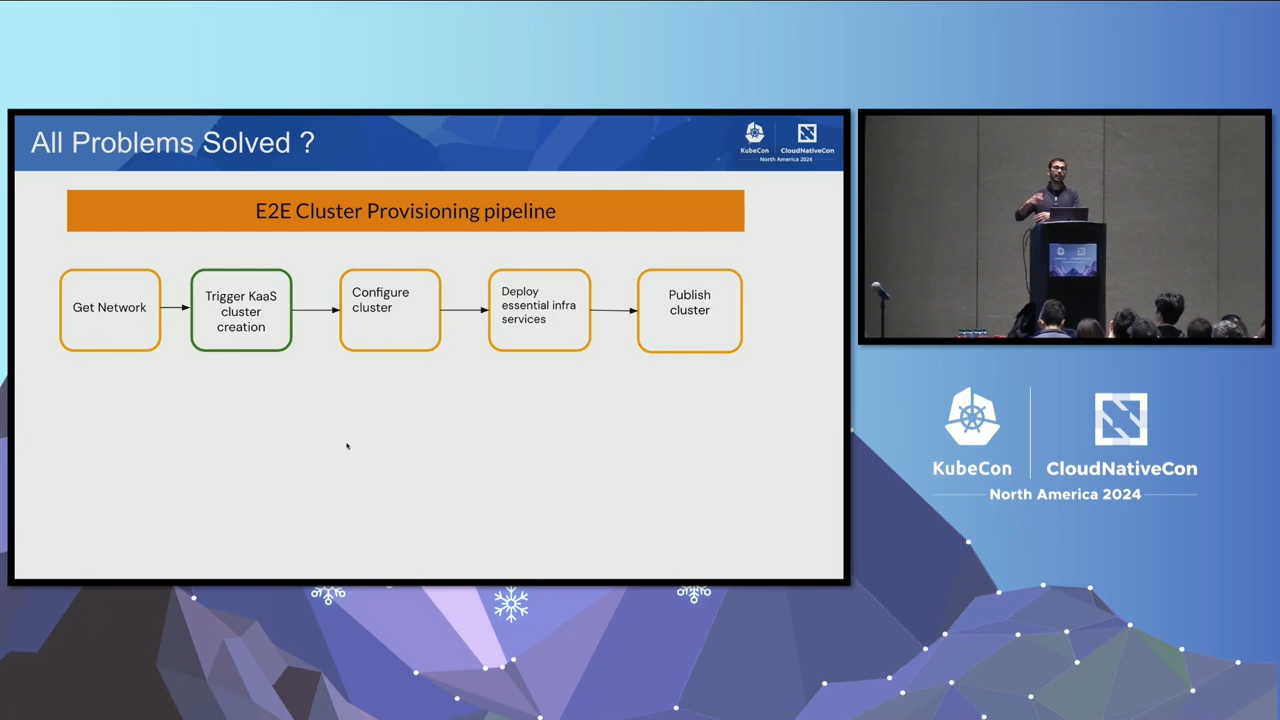 All Problems Solved ?
KubeCon
CloudNativeCon
North America 2024
E2E Cluster Provisioning pipeline
Get Network
Trigger KaaS
cluster
creation
Configure
cluster
Deploy
essential infra
services
Publish
cluster
KubeCon
CloudNativeCon
North America 2024